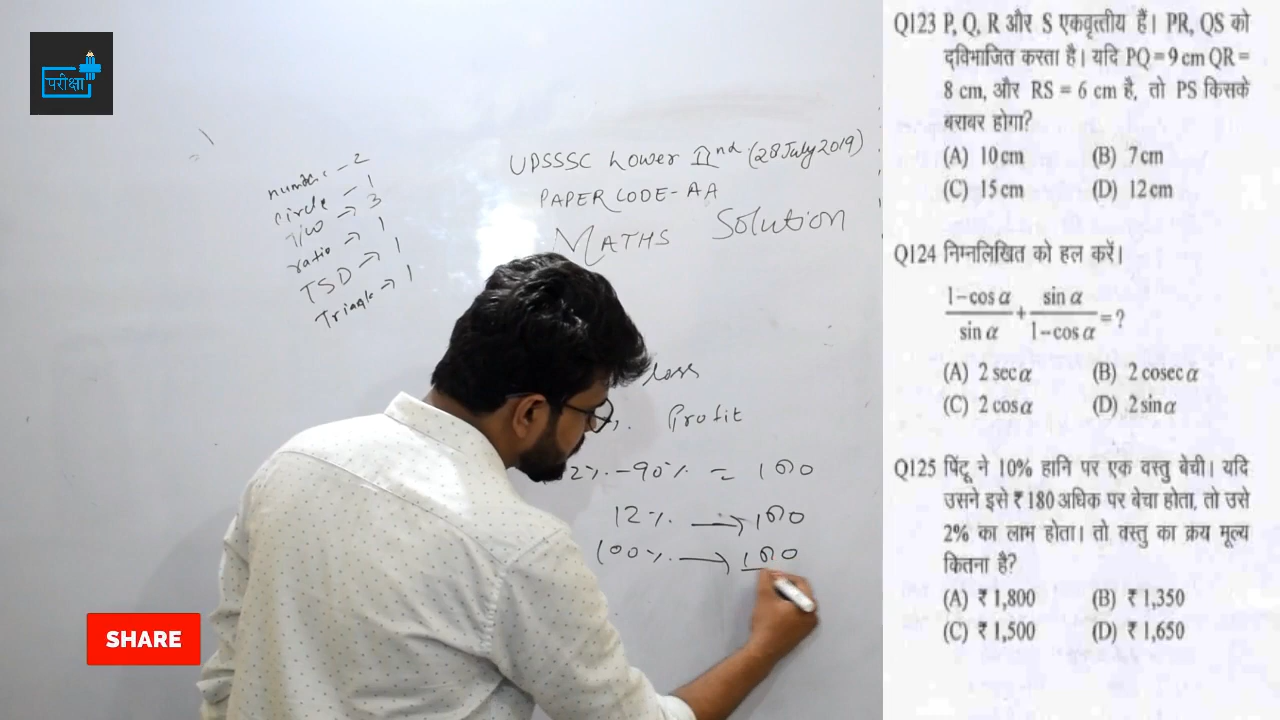 परीक्षा
numeric - 2
circle - 1
T/W → 3
ratio → 1
TSD → 1
Triangle → 1
UPSSSC Lower IInd (28 July 2019)
PAPER CODE - AA
MATHS Solution
loss
Profit
2% - 90% = 180
12% → 180
100% → 180
SHARE
Q123 P, Q, R और S एकवृत्तीय हैं। PR, QS को
द्विभाजित करता है। यदि PQ = 9 cm QR =
8 cm, और RS = 6 cm है, तो PS किसके
बराबर होगा?
(A) 10 cm (B) 7 cm
(C) 15 cm (D) 12 cm
Q124 निम्नलिखित को हल करें।
1-cos α / sin α + sin α / 1-cos α = ?
(A) 2 sec α (B) 2 cosec α
(C) 2 cos α (D) 2 sin α
Q125 पिंटू ने 10% हानि पर एक वस्तु बेची। यदि
उसने इसे ₹ 180 अधिक पर बेचा होता, तो उसे
2% का लाभ होता। तो वस्तु का क्रय मूल्य
कितना है?
(A) ₹ 1,800 (B) ₹ 1,350
(C) ₹ 1,500 (D) ₹ 1,650